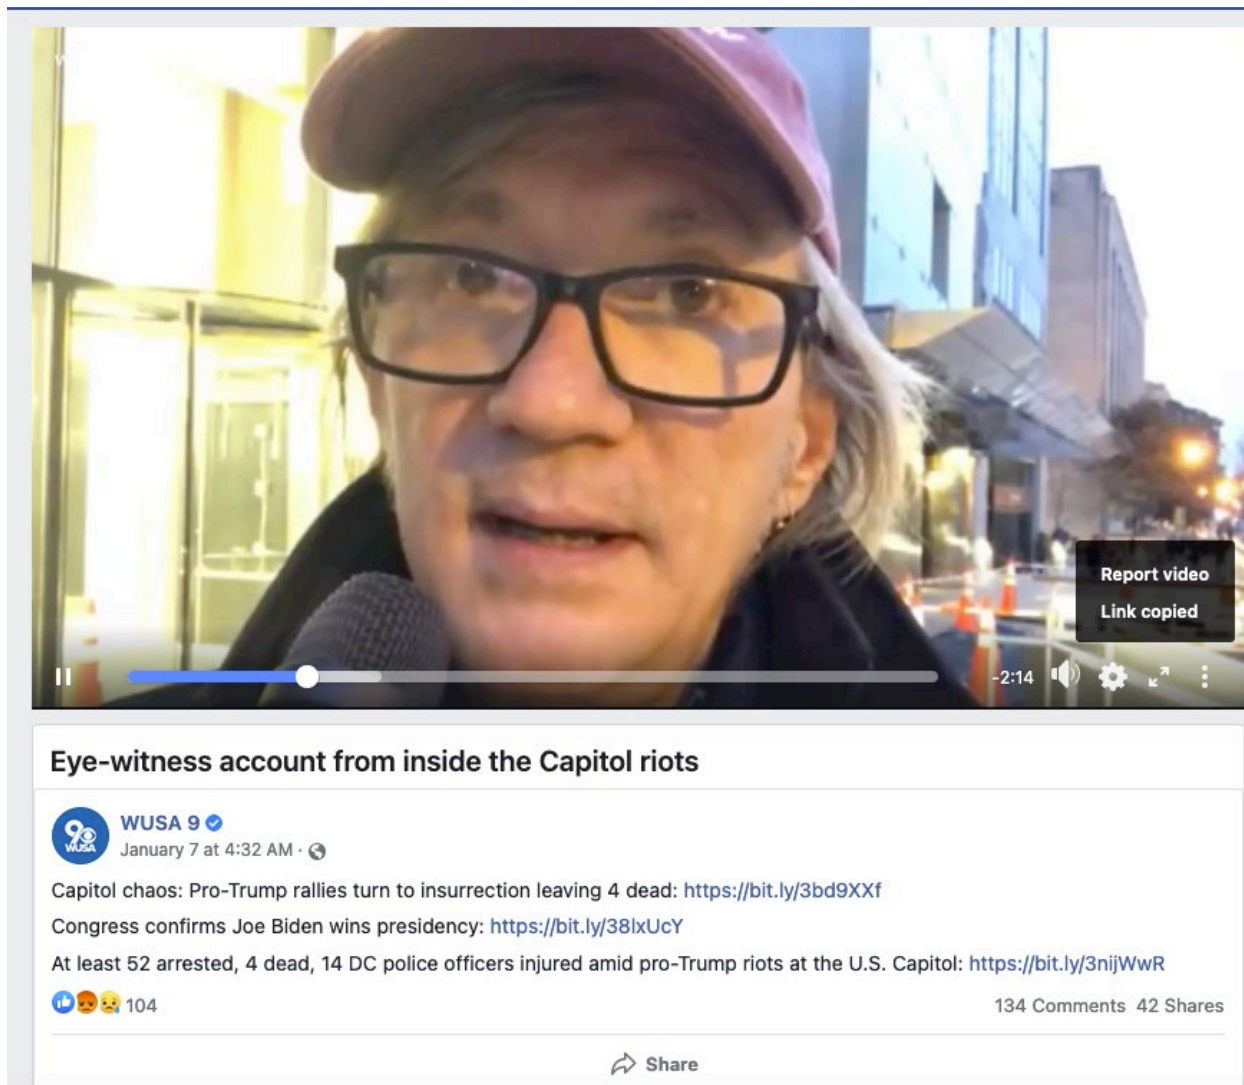 Report video
Link copied
-2:14
Eye-witness account from inside the Capitol riots
9 WUSA
WUSA 9
January 7 at 4:32 AM ·
Capitol chaos: Pro-Trump rallies turn to insurrection leaving 4 dead: https://bit.ly/3bd9XXf
Congress confirms Joe Biden wins presidency: https://bit.ly/38lxUcY
At least 52 arrested, 4 dead, 14 DC police officers injured amid pro-Trump riots at the U.S. Capitol: https://bit.ly/3nijWwR
104
134 Comments 42 Shares
Share